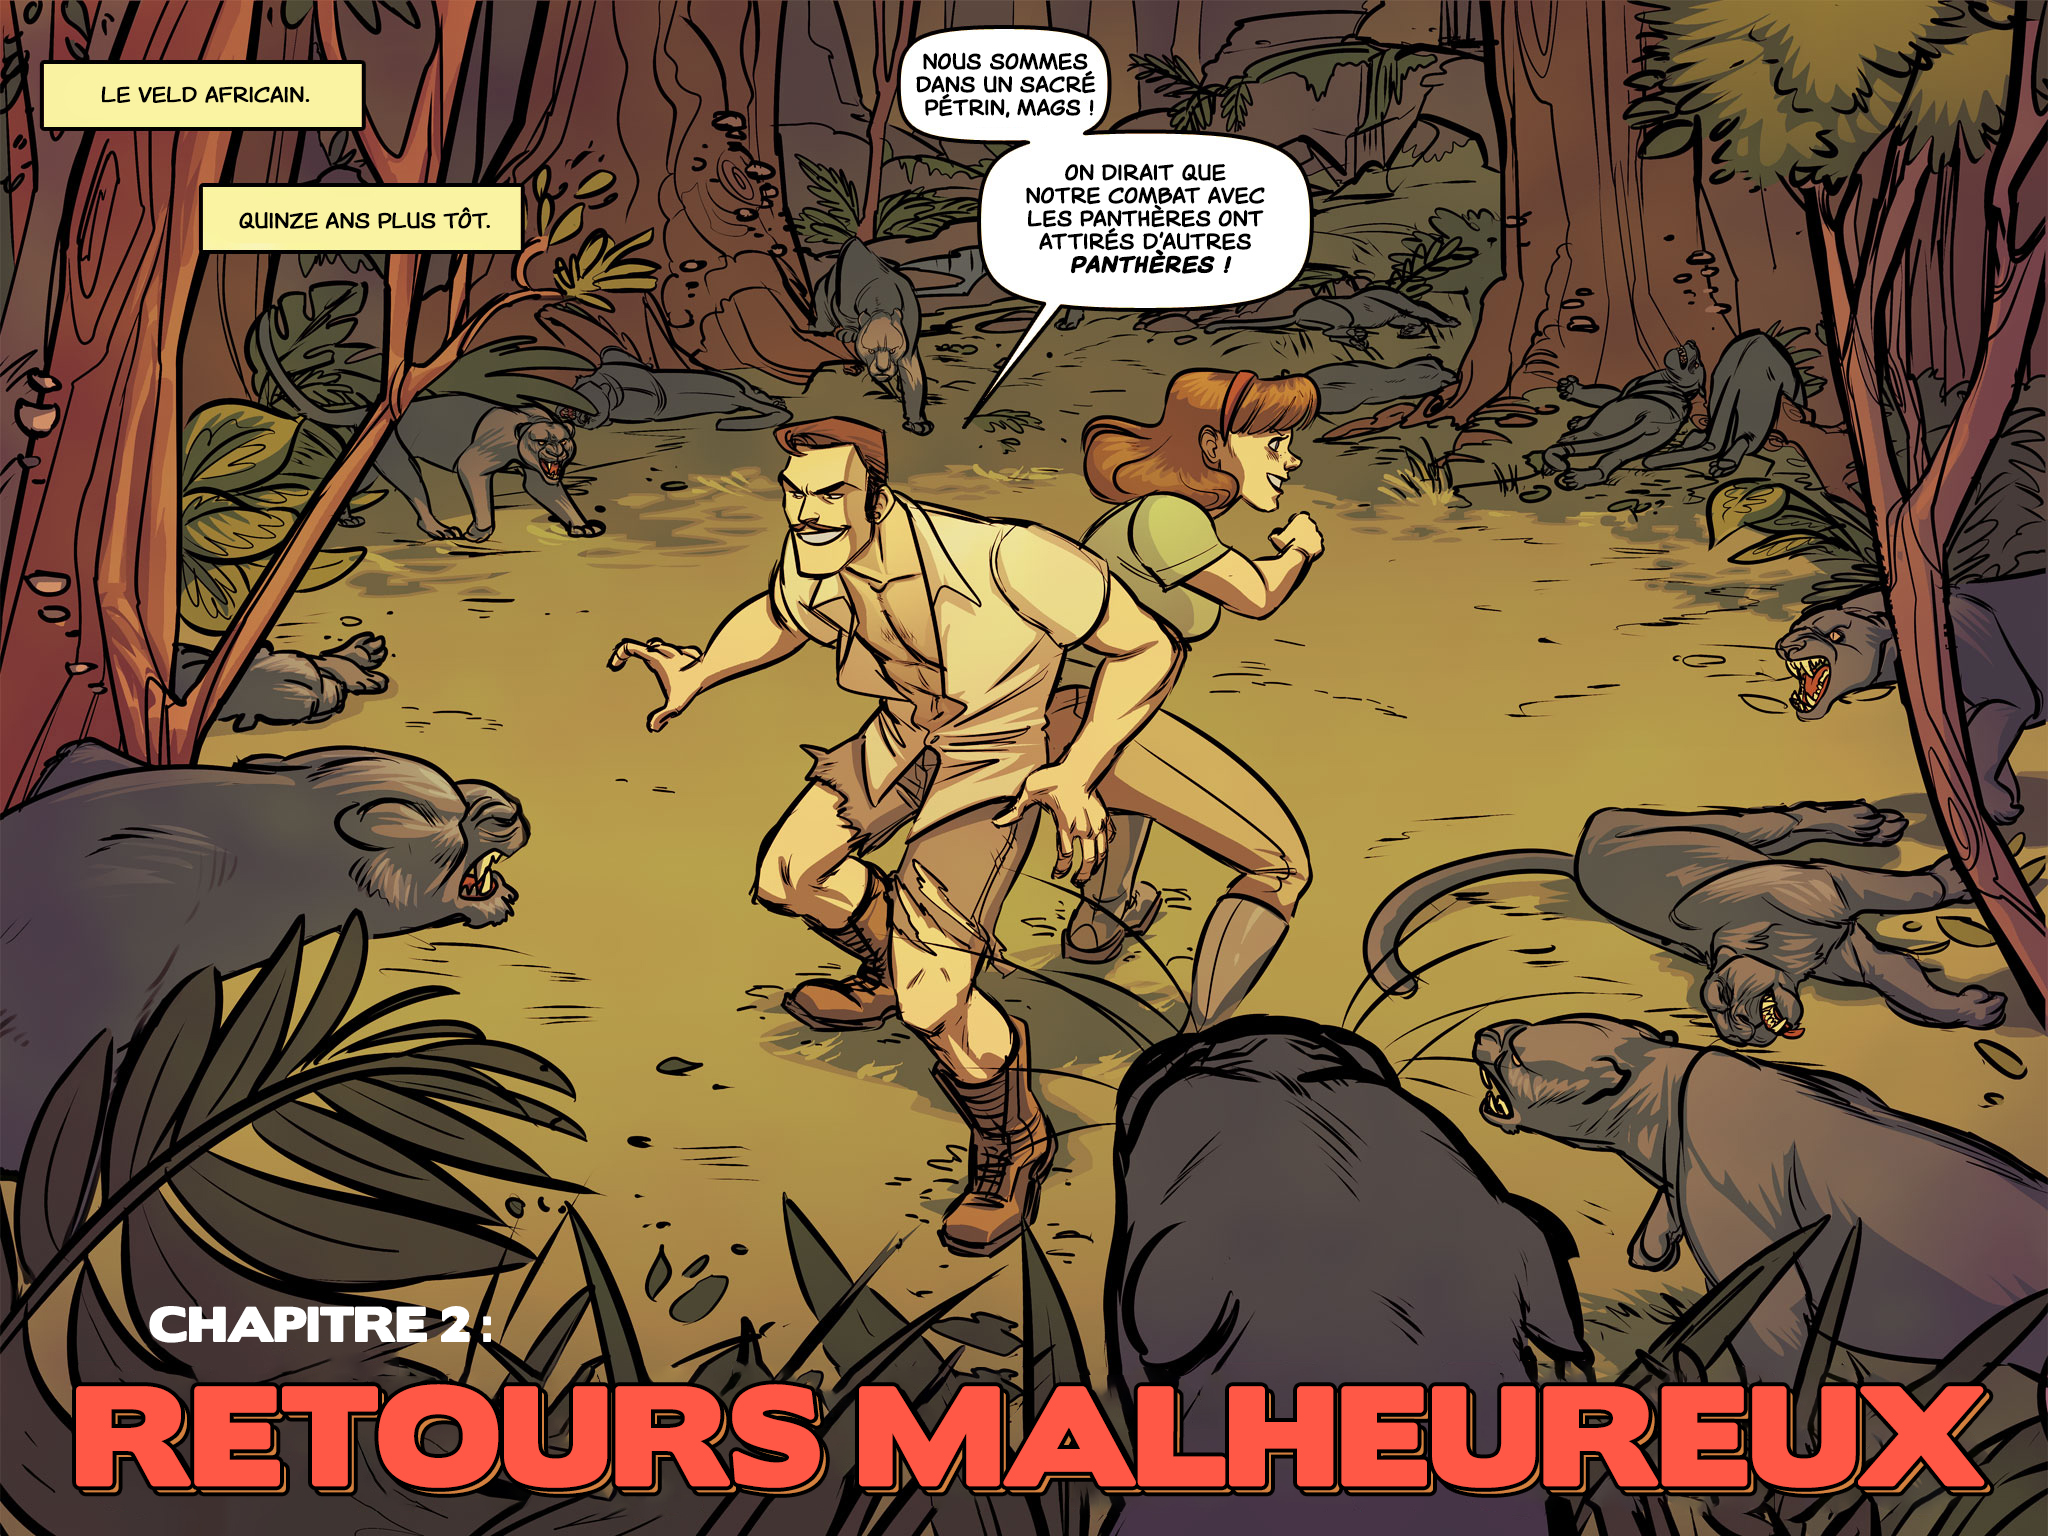 LE VELD AFRICAIN.
QUINZE ANS PLUS TÔT.
NOUS SOMMES
DANS UN SACRÉ
PÉTRIN, MAGS !
ON DIRAIT QUE
NOTRE COMBAT AVEC
LES PANTHÈRES ONT
ATTIRÉS D'AUTRES
PANTHÈRES !
CHAPITRE 2 :
RETOURS MALHEUREUX